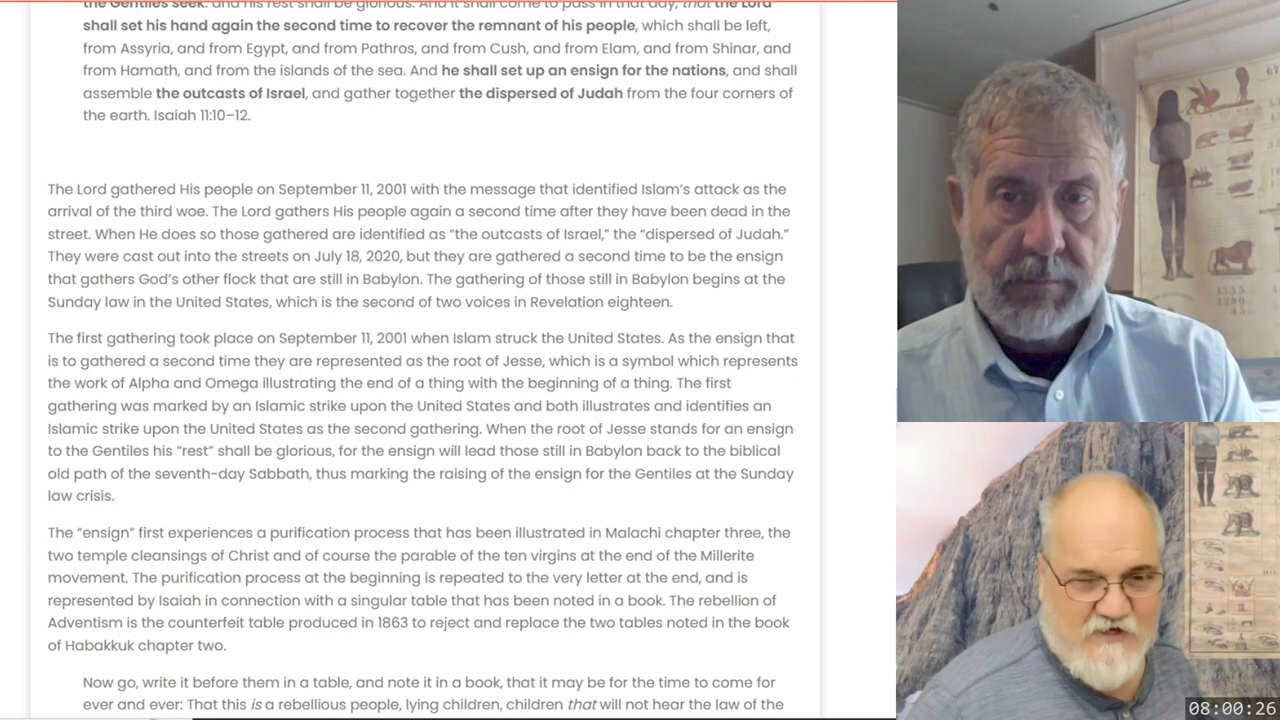 the Gentiles seek: and his rest shall be glorious. And it shall come to pass in that day, that the Lord
shall set his hand again the second time to recover the remnant of his people, which shall be left,
from Assyria, and from Egypt, and from Pathros, and from Cush, and from Elam, and from Shinar, and
from Hamath, and from the islands of the sea. And he shall set up an ensign for the nations, and shall
assemble the outcasts of Israel, and gather together the dispersed of Judah from the four corners of
the earth. Isaiah 11:10–12.
The Lord gathered His people on September 11, 2001 with the message that identified Islam's attack as the
arrival of the third woe. The Lord gathers His people again a second time after they have been dead in the
street. When He does so those gathered are identified as “the outcasts of Israel,” the “dispersed of Judah.”
They were cast out into the streets on July 18, 2020, but they are gathered a second time to be the ensign
that gathers God's other flock that are still in Babylon. The gathering of those still in Babylon begins at the
Sunday law in the United States, which is the second of two voices in Revelation eighteen.
The first gathering took place on September 11, 2001 when Islam struck the United States. As the ensign that
is to gathered a second time they are represented as the root of Jesse, which is a symbol which represents
the work of Alpha and Omega illustrating the end of a thing with the beginning of a thing. The first
gathering was marked by an Islamic strike upon the United States and both illustrates and identifies an
Islamic strike upon the United States as the second gathering. When the root of Jesse stands for an ensign
to the Gentiles his “rest” shall be glorious, for the ensign will lead those still in Babylon back to the biblical
old path of the seventh-day Sabbath, thus marking the raising of the ensign for the Gentiles at the Sunday
law crisis.
The “ensign” first experiences a purification process that has been illustrated in Malachi chapter three, the
two temple cleansings of Christ and of course the parable of the ten virgins at the end of the Millerite
movement. The purification process at the beginning is repeated to the very letter at the end, and is
represented by Isaiah in connection with a singular table that has been noted in a book. The rebellion of
Adventism is the counterfeit table produced in 1863 to reject and replace the two tables noted in the book
of Habakkuk chapter two.
Now go, write it before them in a table, and note it in a book, that it may be for the time to come for
ever and ever: That this is a rebellious people, lying children, children that will not hear the law of the
1335
08:00:26